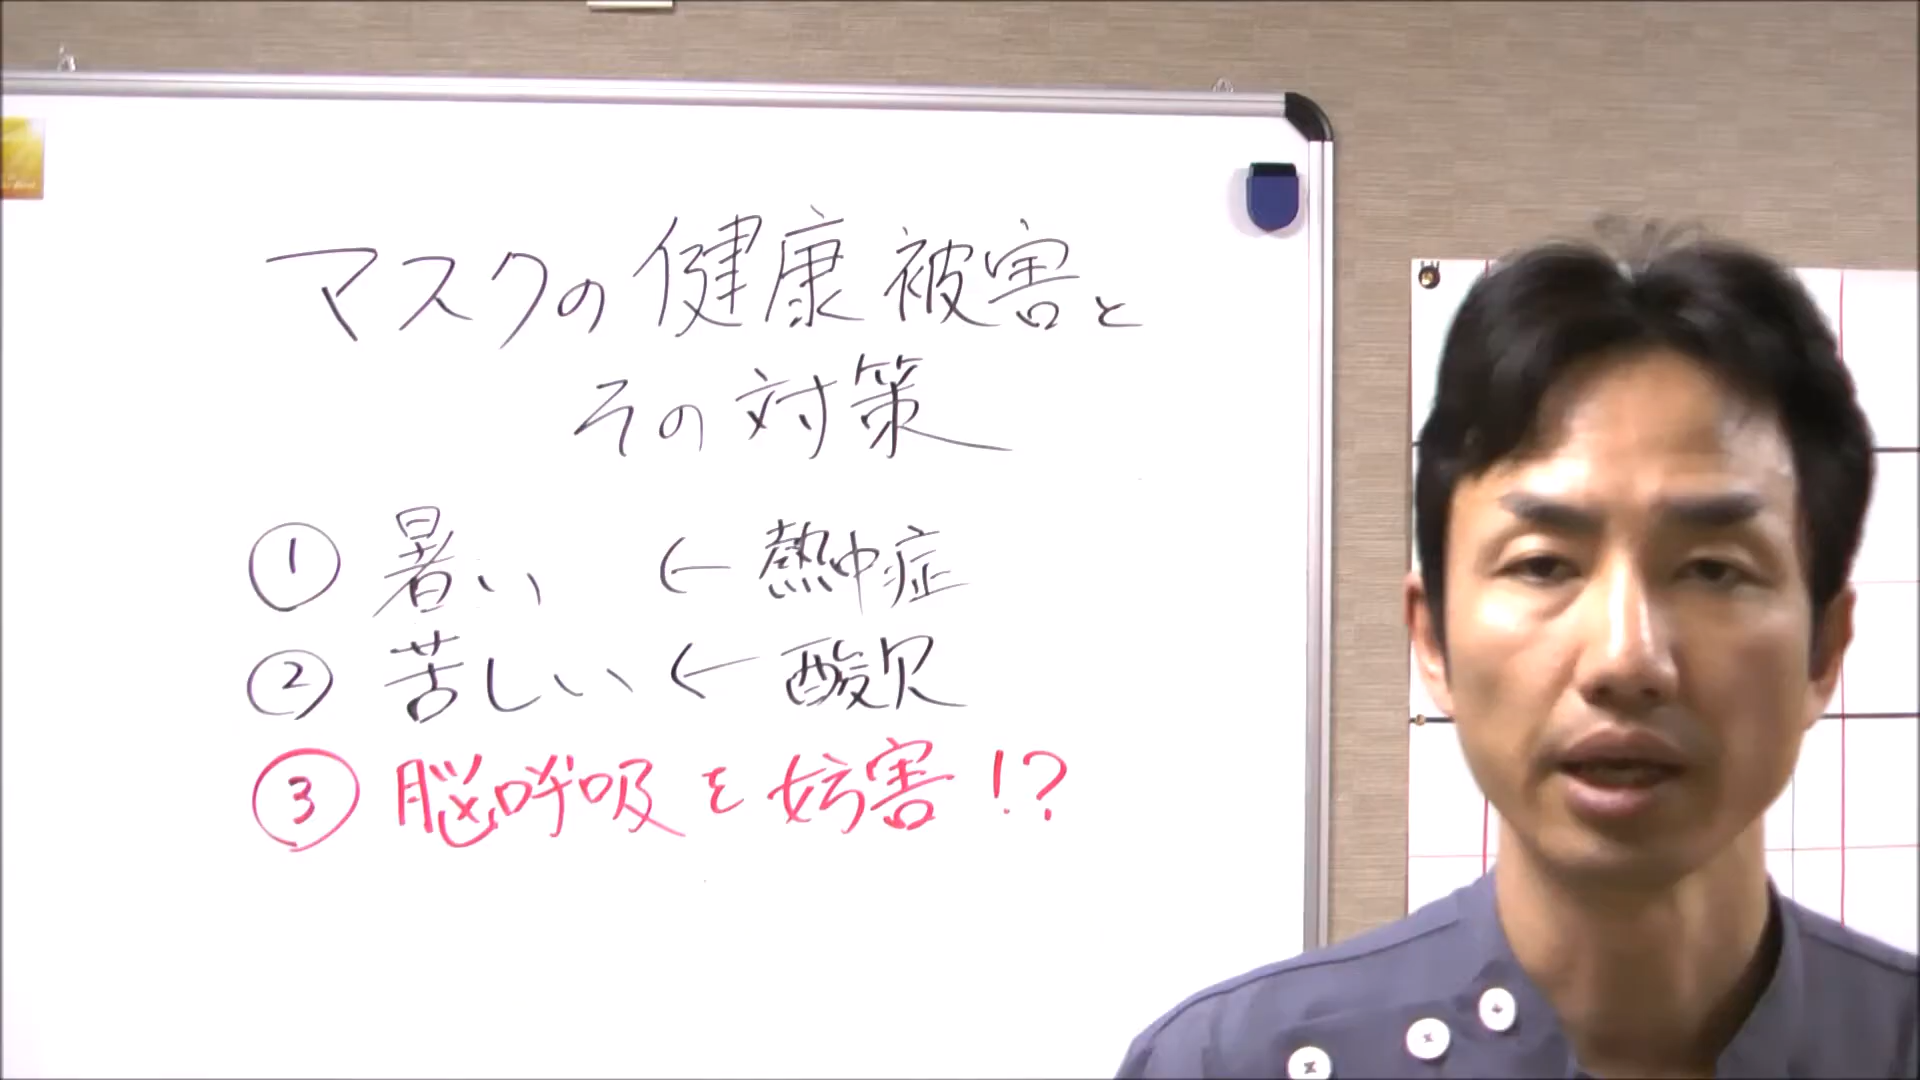 マスクの健康被害と
その対策
① 暑い ← 熱中症
② 苦しい ← 酸欠
③ 脳呼吸を妨害!?